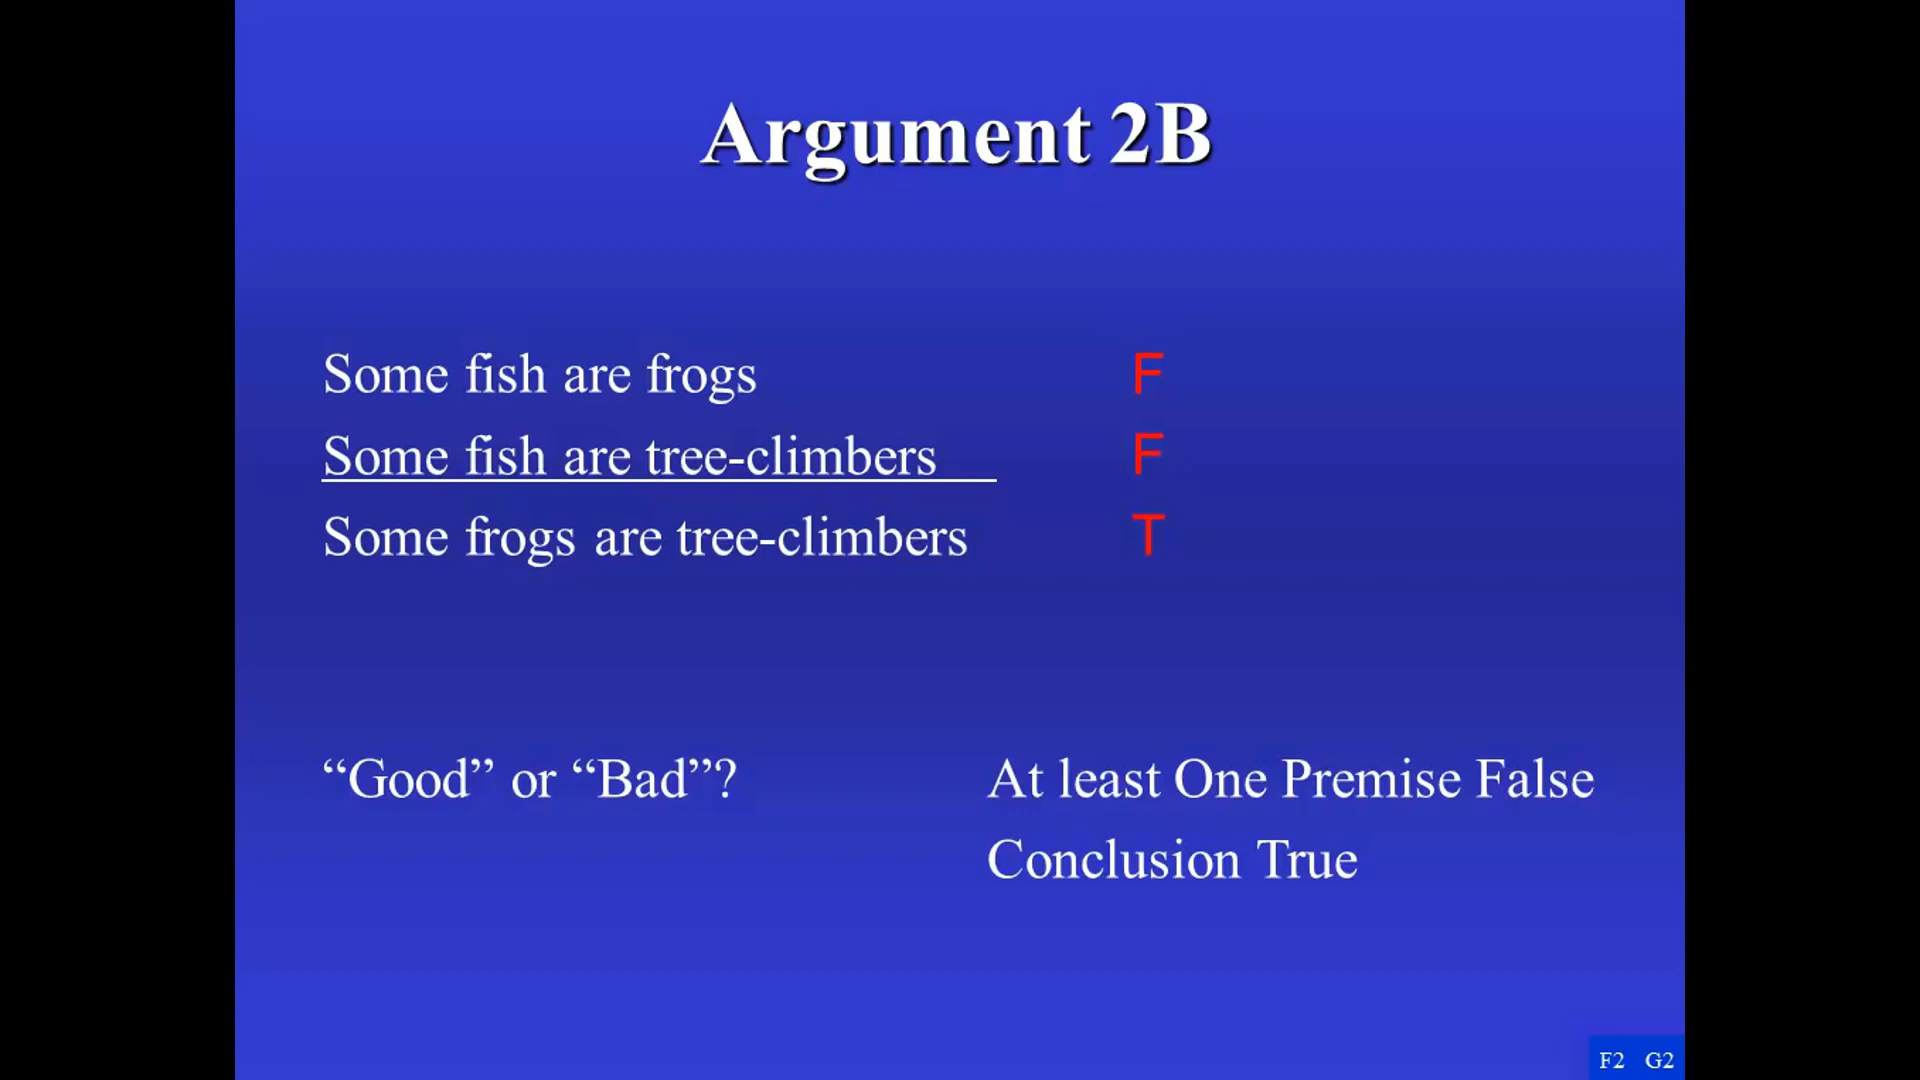 Argument 2B
Some fish are frogs F
Some fish are tree-climbers F
Some frogs are tree-climbers T
“Good” or “Bad”? At least One Premise False
Conclusion True
F2 G2